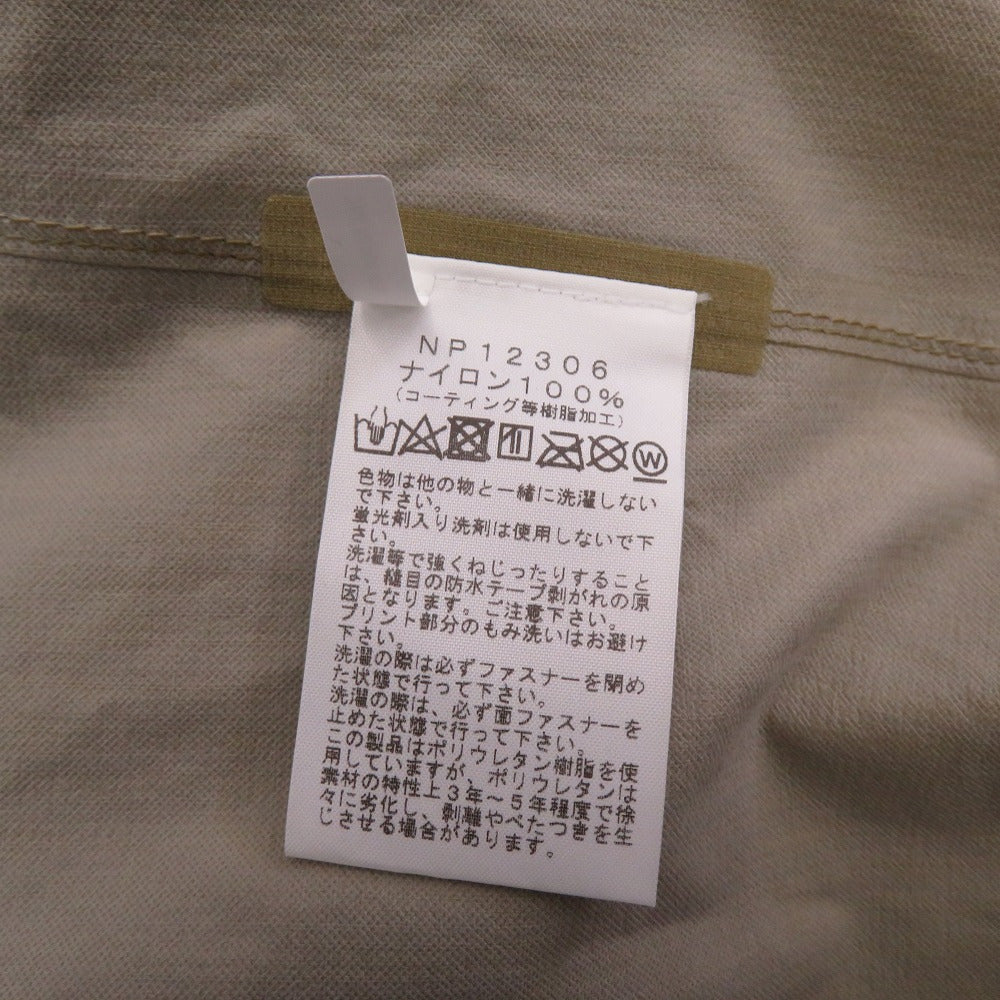 NP12306
ナイロン100%
(コーティング等樹脂加工)
W
色物は他の物と一緒に洗濯しない
で下さい。
蛍光剤入り洗剤は使用しないで下
さい。
洗濯等で強くねじったりすること
は、縫目の防水テープ剥がれの原
因となります。ご注意下さい。
プリント部分のもみ洗いはお避け
下さい。
洗濯の際は必ずファスナーを閉め
た状態で行って下さい。
洗濯の際は、必ず面ファスナーを
止めた状態で行って下さい。
この製品はポリウレタン樹脂を使
用していますが、ポリウレタンは
素材の特性上3年～5年程度で徐
々に劣化し、剥離やべたつきを生
じさせる場合があります。